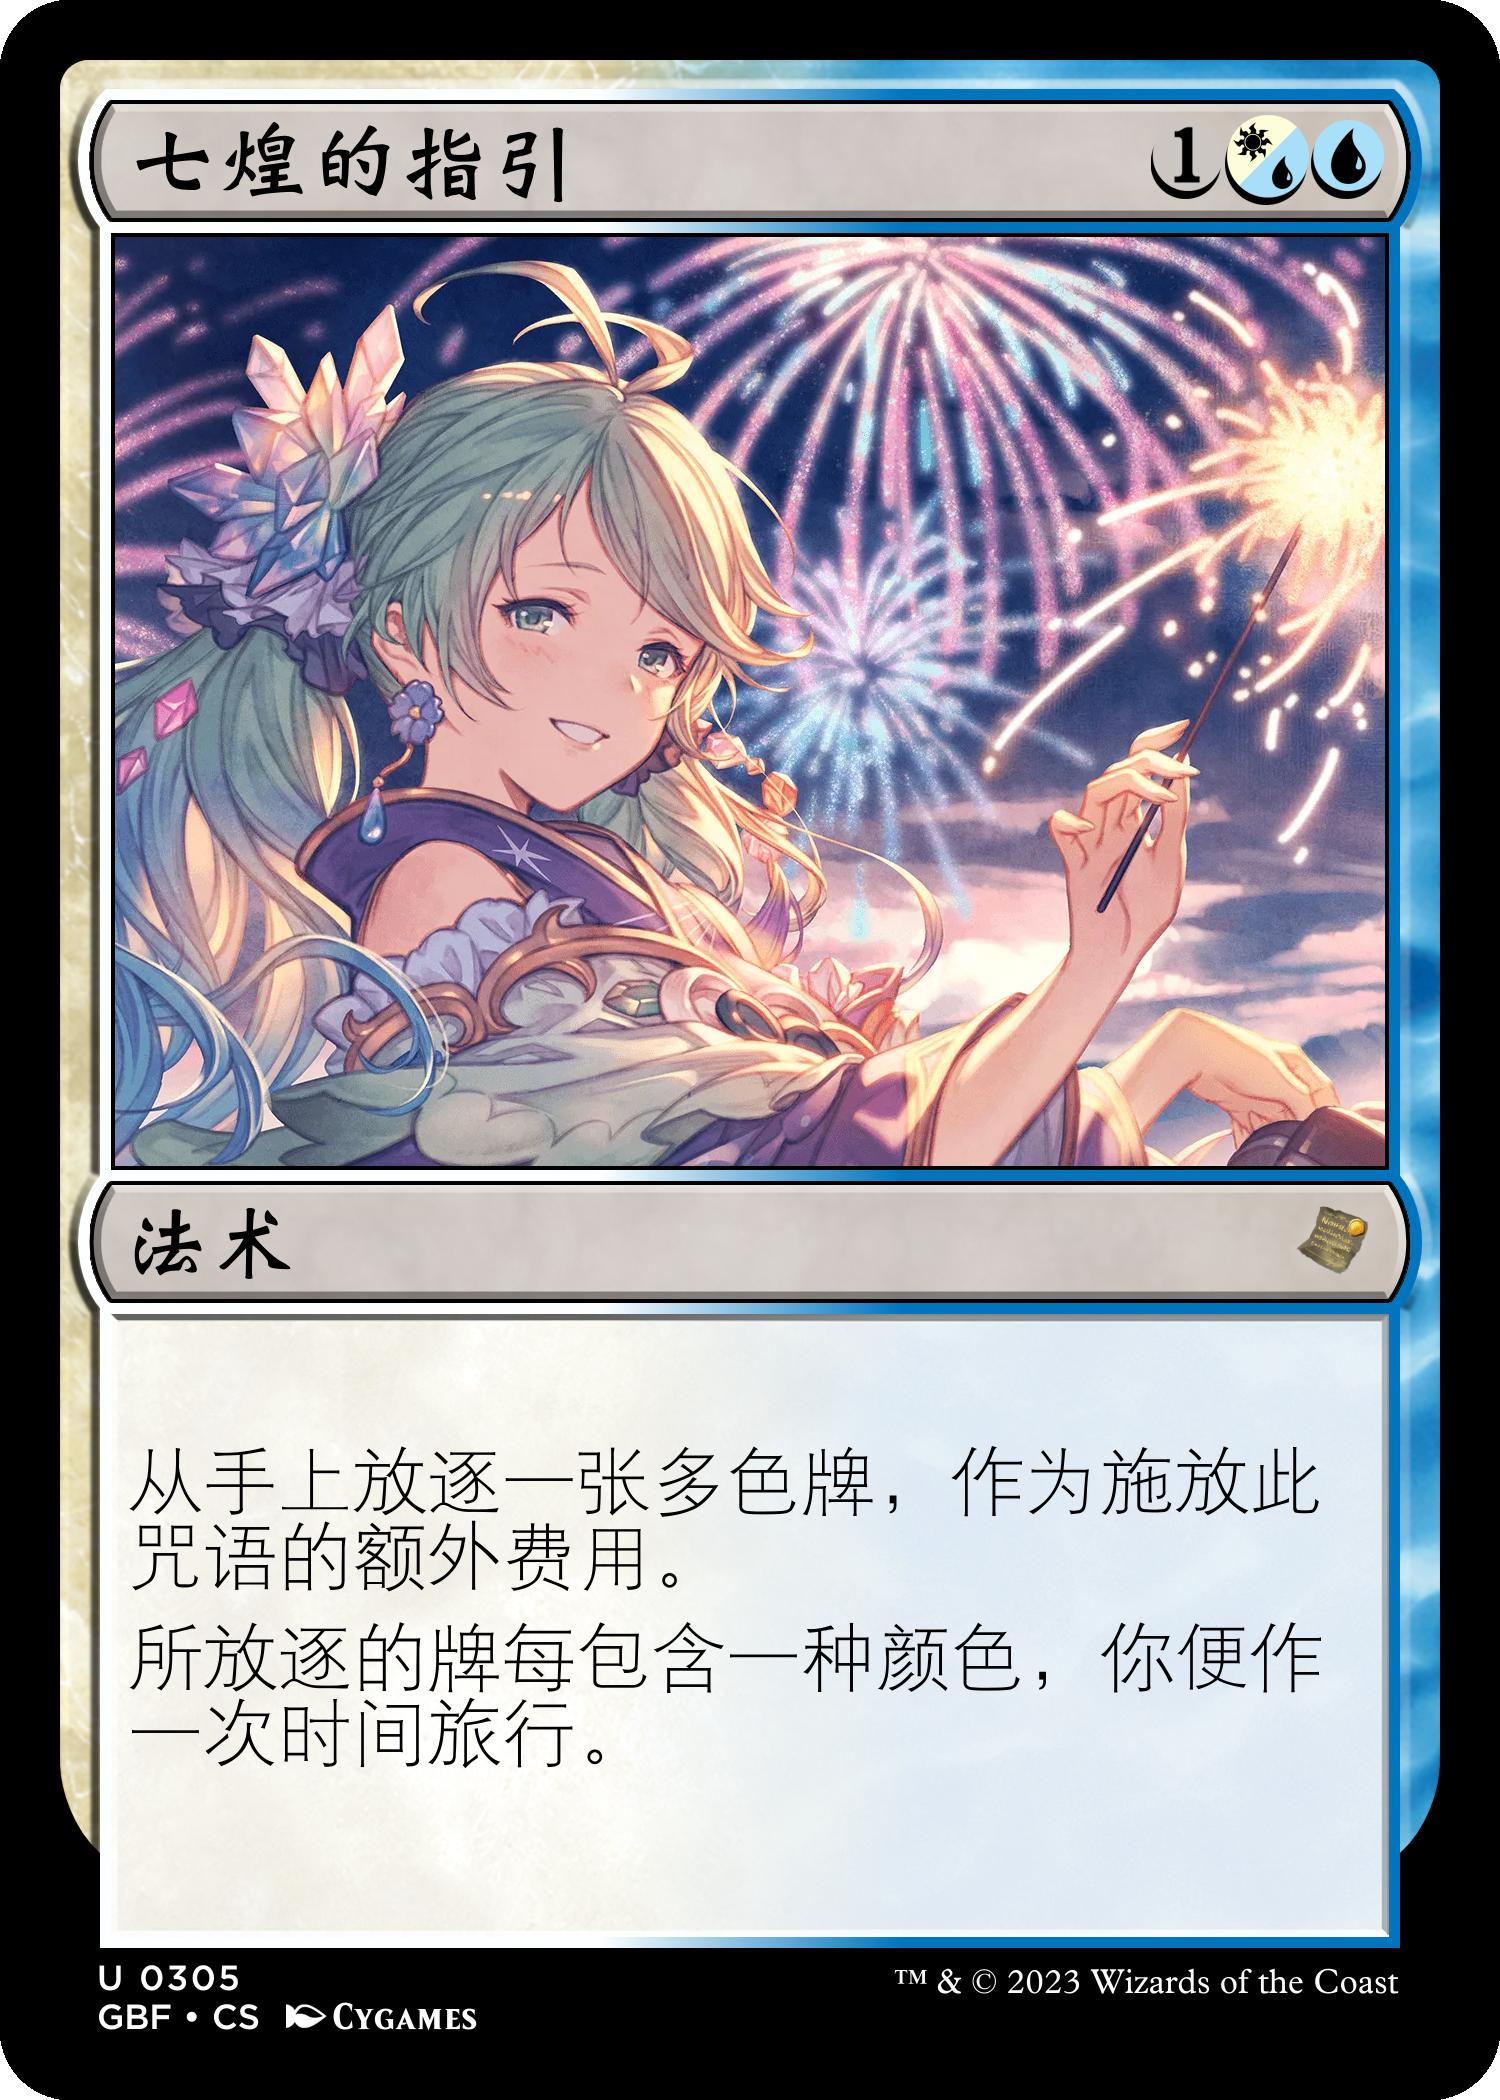 七煌的指引 1
法术
从手上放逐一张多色牌，作为施放此
咒语的额外费用。
所放逐的牌每包含一种颜色，你便作
一次时间旅行。
U 0305
GBF • CS CYGAMES
™ & © 2023 Wizards of the Coast